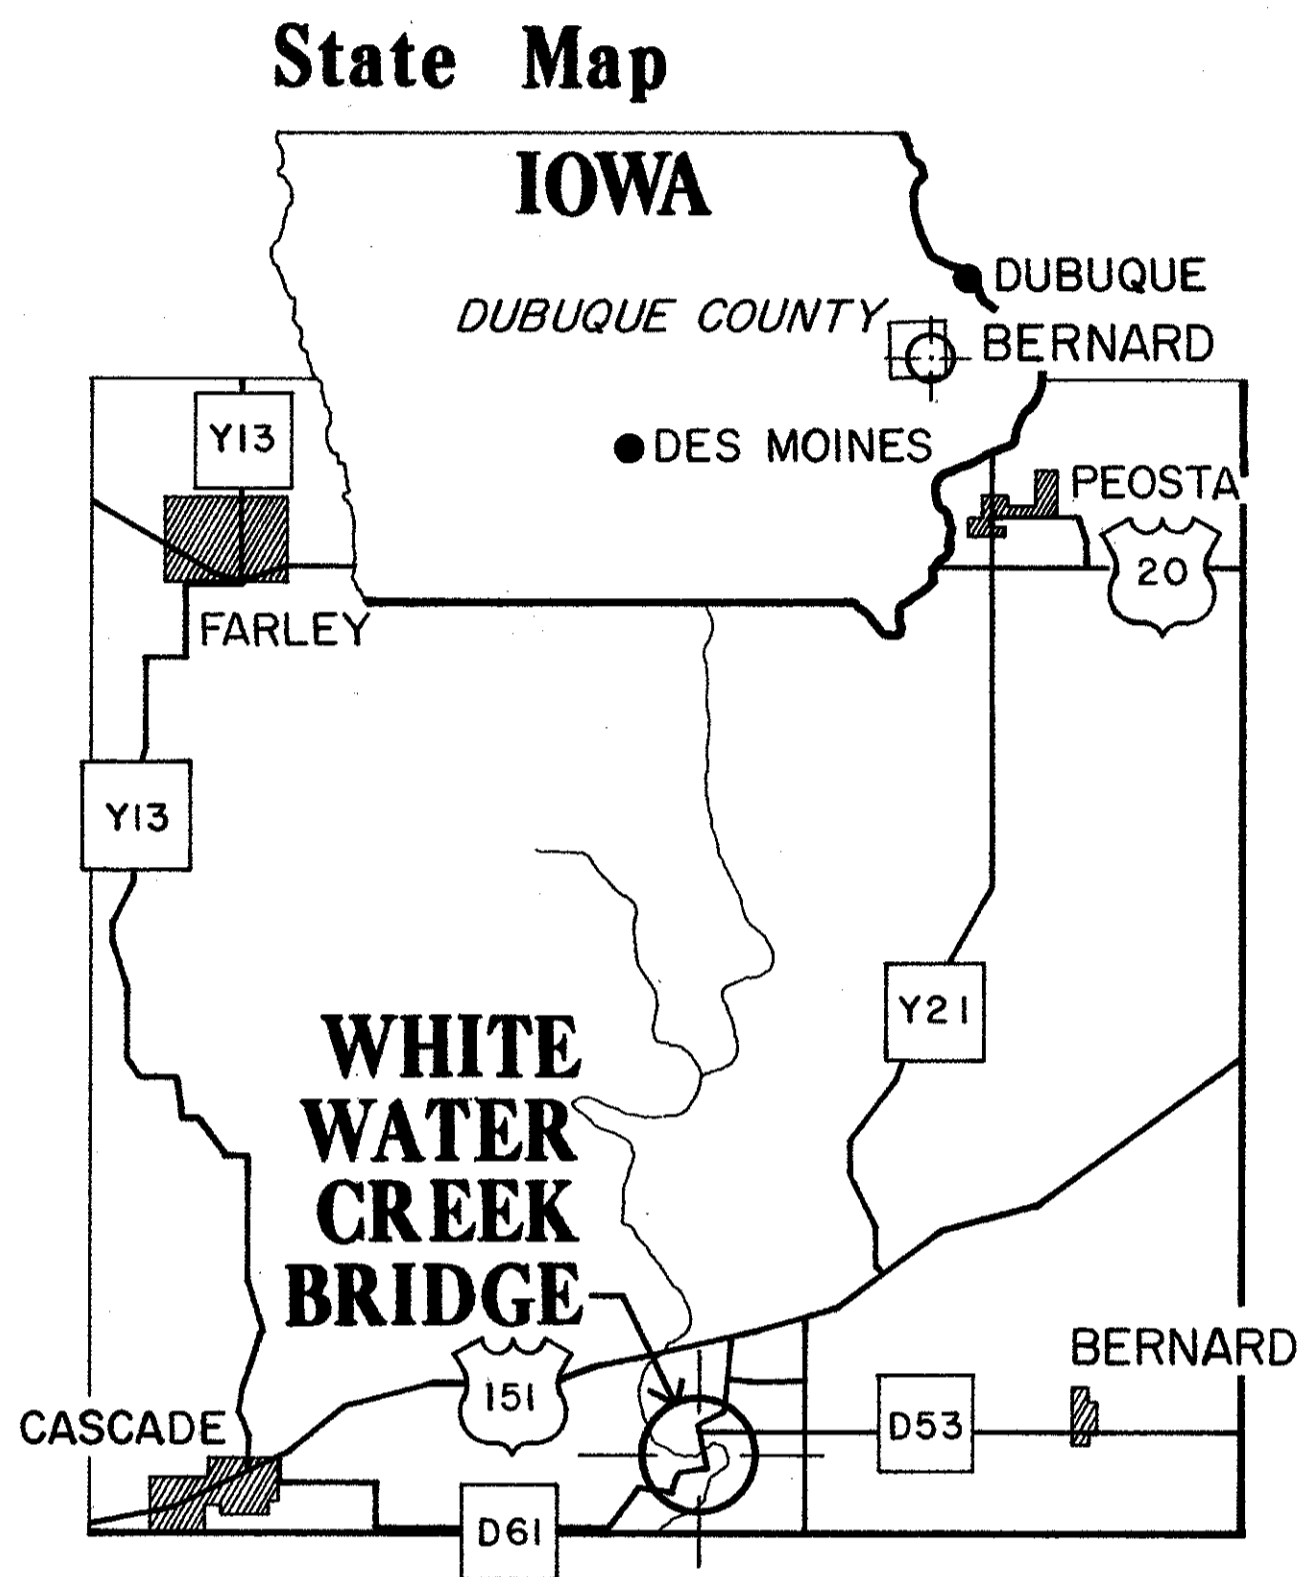 State Map
IOWA
DUBUQUE
DUBUQUE COUNTY
BERNARD
Y13
DES MOINES
PEOSTA
20
FARLEY
Y13
Y21
WHITE
WATER
CREEK
BRIDGE
BERNARD
151
CASCADE
D53
D61